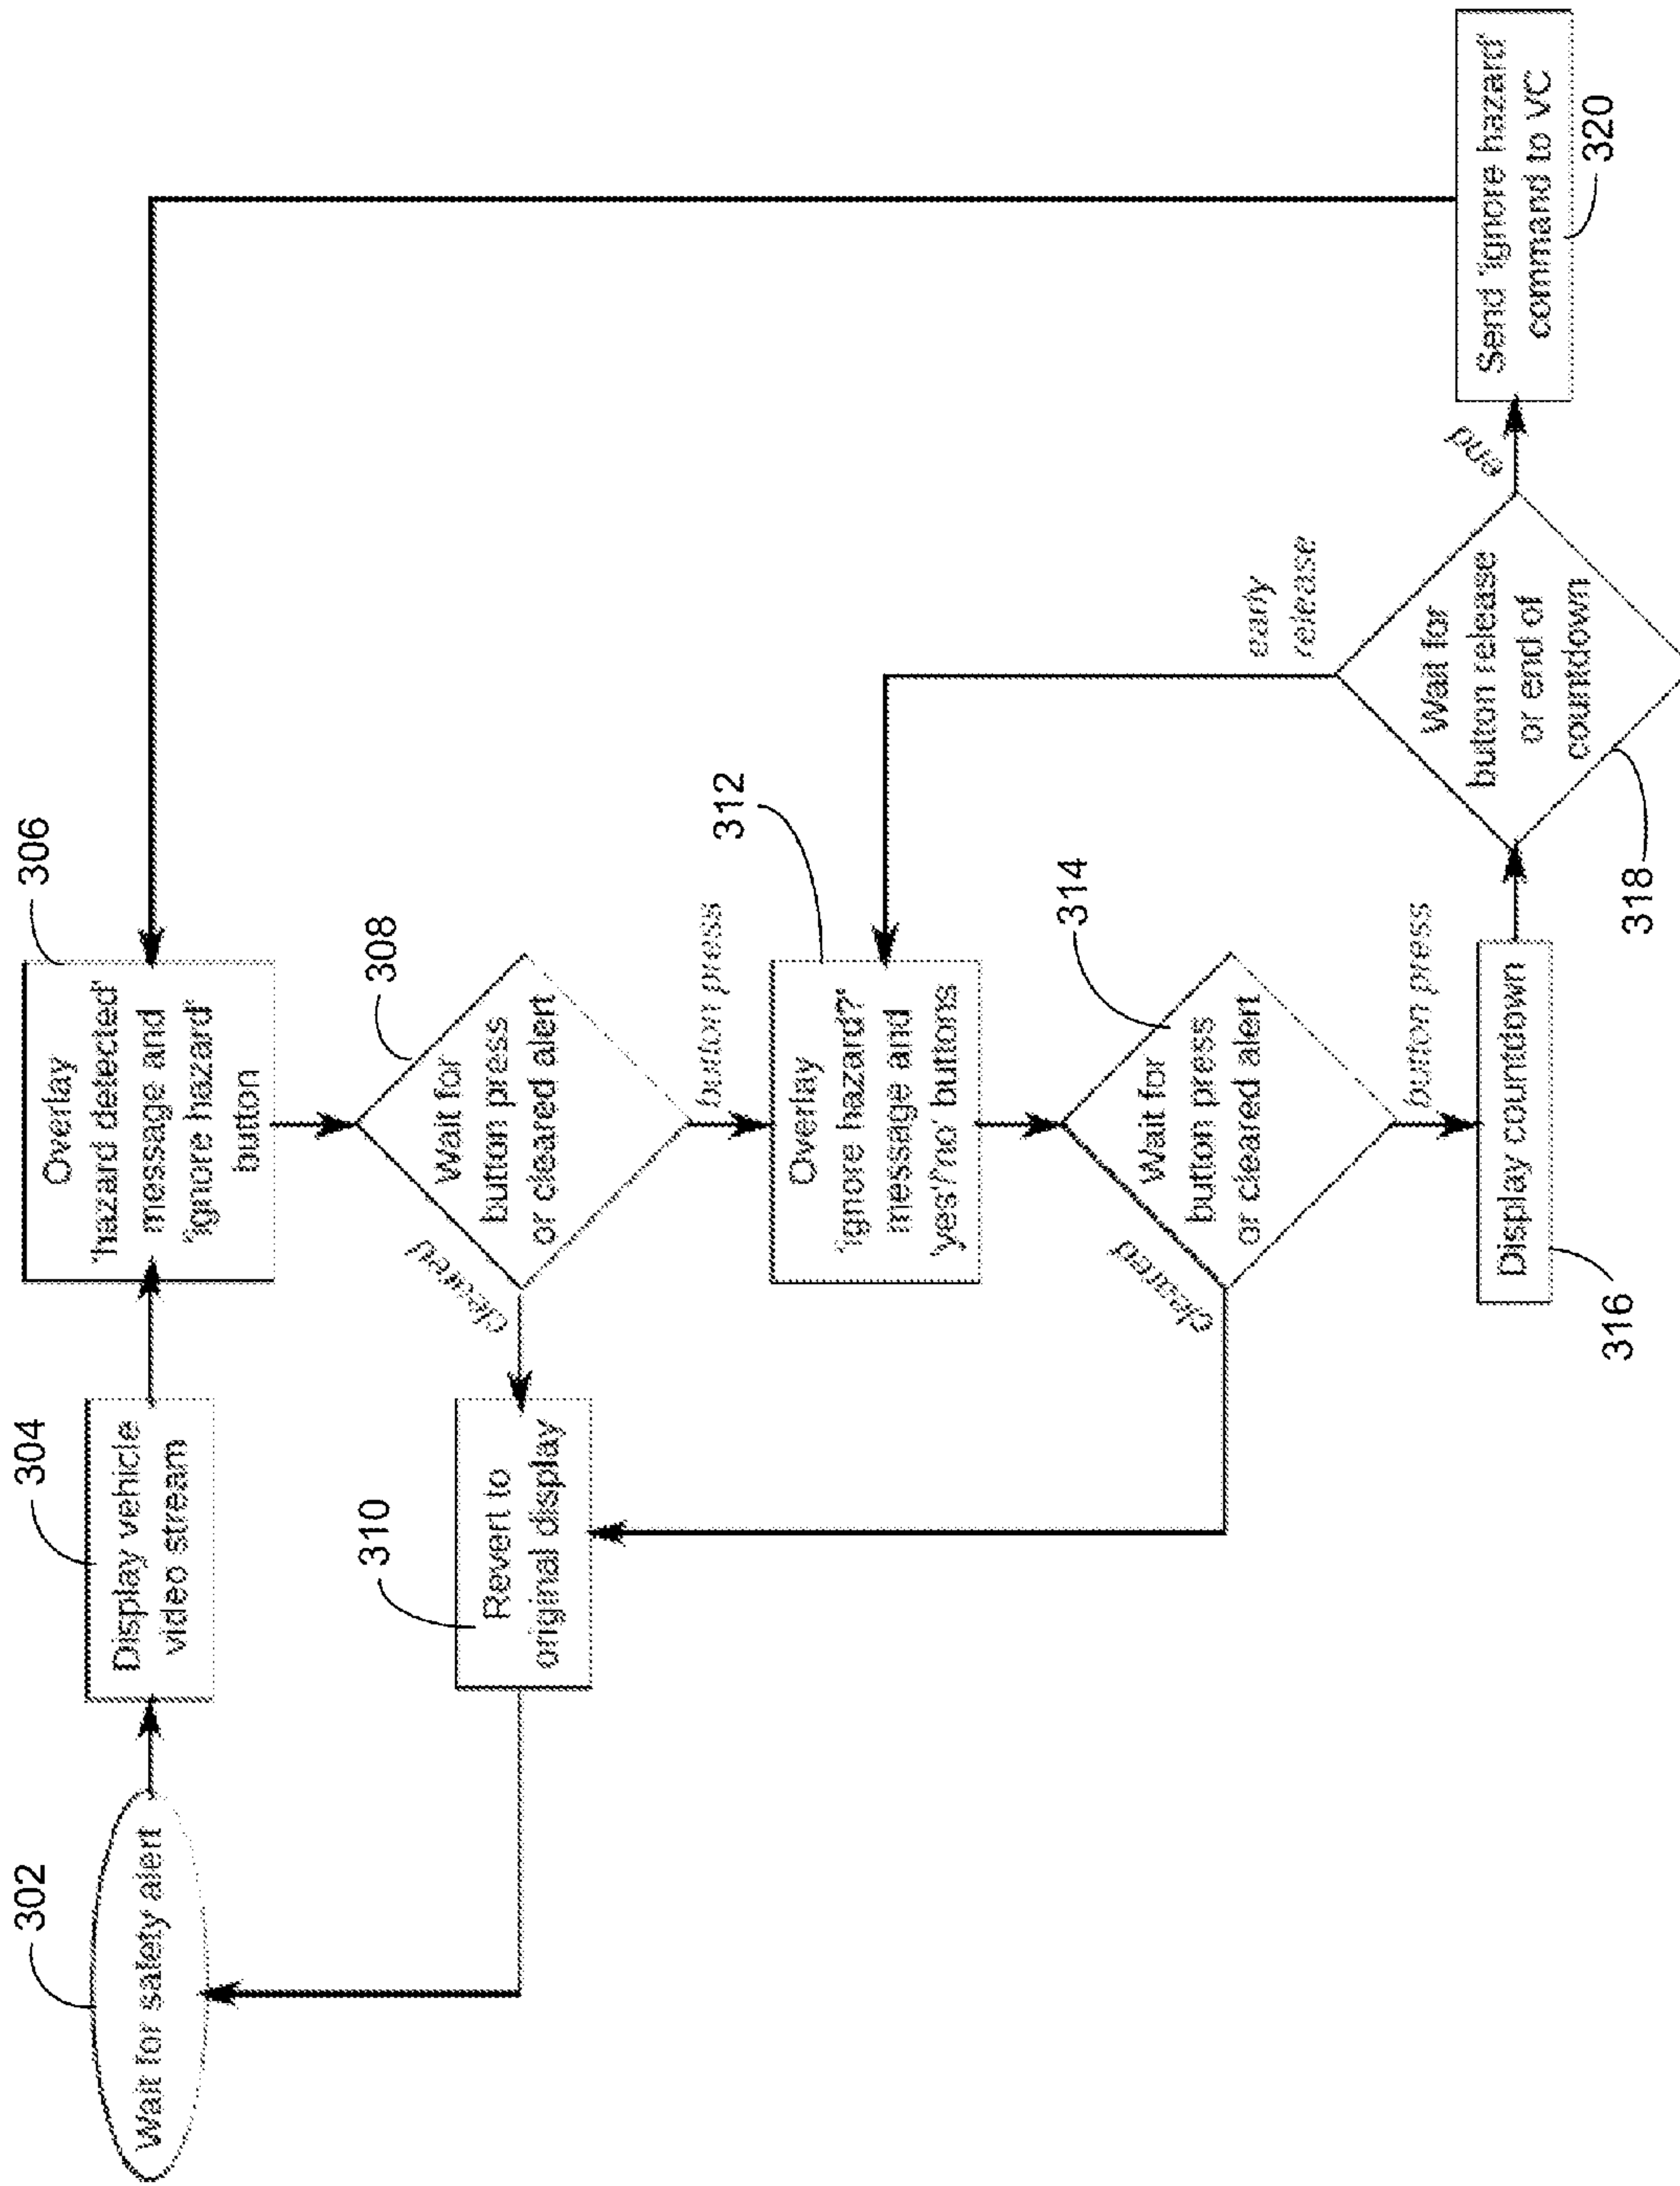 302
Wait for safety alert
304
Display vehicle
video stream
306
Overlay
'hazard detected'
message and
'ignore hazard'
button
308
Wait for
button press
or cleared alert
cleared
button press
310
Revert to
original display
312
Overlay
'ignore hazard?'
message and
'yes'/'no' buttons
314
Wait for
button press
or cleared alert
cleared
button press
316
Display countdown
318
Wait for
button release
or end of
countdown
early
release
end
Send 'ignore hazard'
command to VC
320